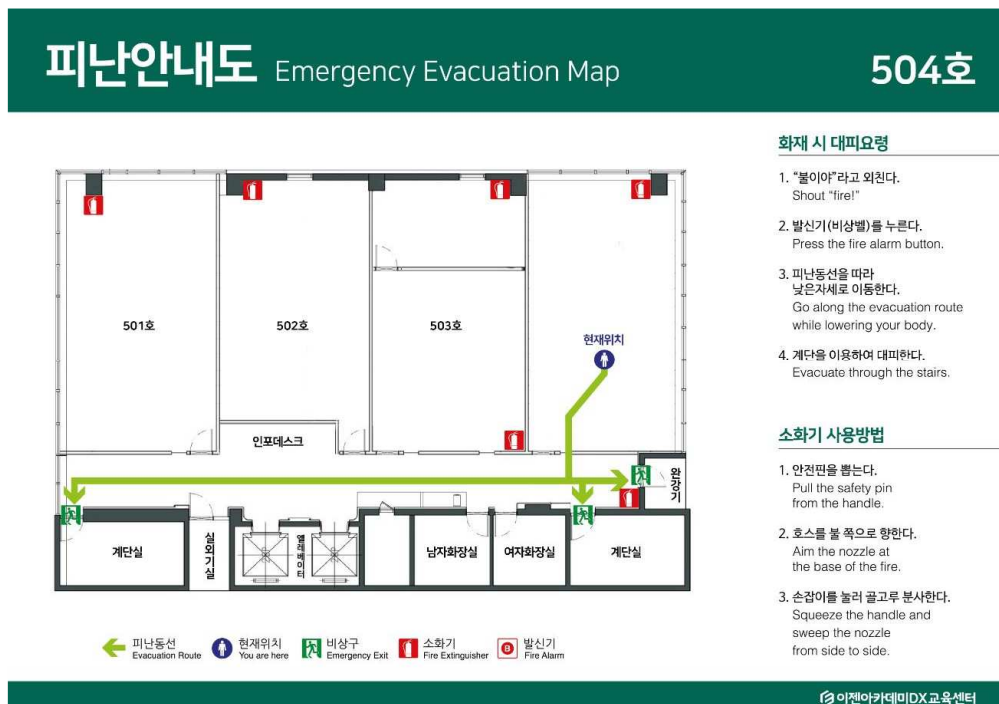 피난안내도 Emergency Evacuation Map
504호
501호
502호
503호
현재위치
인포데스크
완강기
계단실
실외기실
엘레베이터
남자화장실
여자화장실
계단실
피난동선
Evacuation Route
현재위치
You are here
비상구
Emergency Exit
소화기
Fire Extinguisher
B
발신기
Fire Alarm
화재 시 대피요령
1. “불이야”라고 외친다.
Shout “fire!”
2. 발신기(비상벨)를 누른다.
Press the fire alarm button.
3. 피난동선을 따라
낮은자세로 이동한다.
Go along the evacuation route
while lowering your body.
4. 계단을 이용하여 대피한다.
Evacuate through the stairs.
소화기 사용방법
1. 안전핀을 뽑는다.
Pull the safety pin
from the handle.
2. 호스를 불 쪽으로 향한다.
Aim the nozzle at
the base of the fire.
3. 손잡이를 눌러 골고루 분사한다.
Squeeze the handle and
sweep the nozzle
from side to side.
이젠아카데미DX교육센터